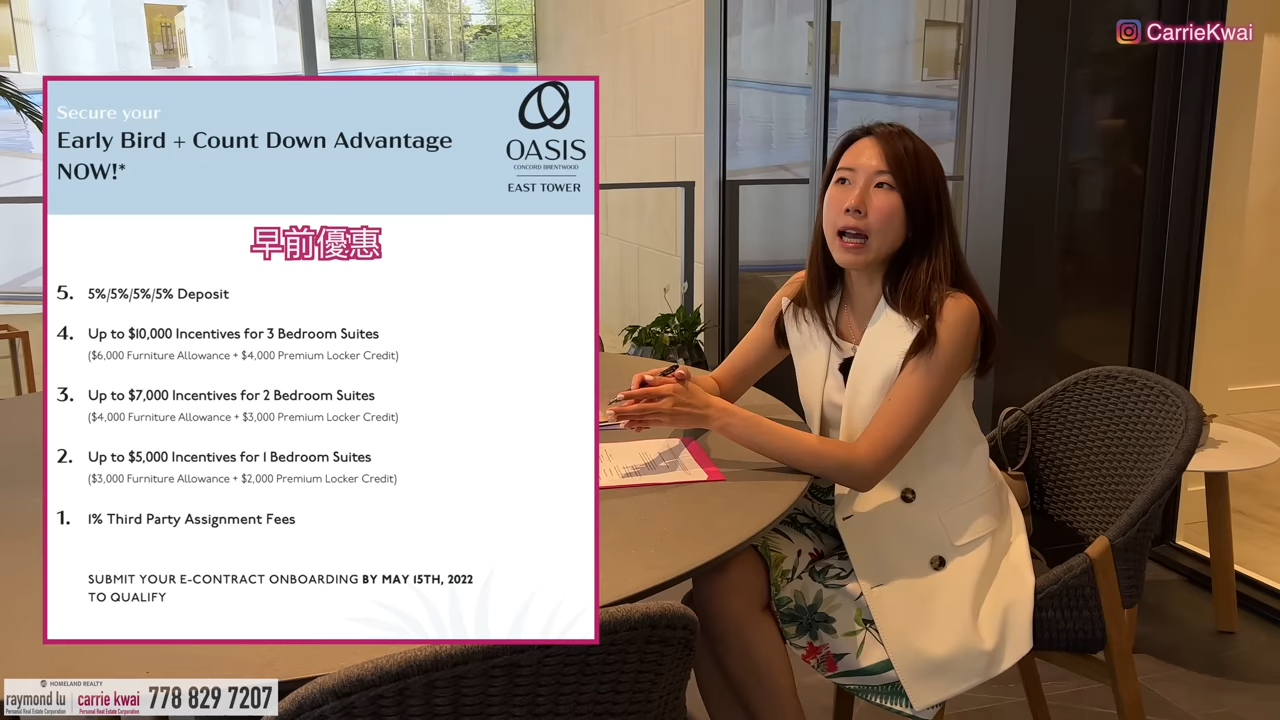 CarrieKwai
Secure your
Early Bird + Count Down Advantage
NOW!*
OASIS
CONCORD BRENTWOOD
EAST TOWER
早前優惠
5. 5%/5%/5%/5% Deposit
4. Up to $10,000 Incentives for 3 Bedroom Suites
($6,000 Furniture Allowance + $4,000 Premium Locker Credit)
3. Up to $7,000 Incentives for 2 Bedroom Suites
($4,000 Furniture Allowance + $3,000 Premium Locker Credit)
2. Up to $5,000 Incentives for 1 Bedroom Suites
($3,000 Furniture Allowance + $2,000 Premium Locker Credit)
1. 1% Third Party Assignment Fees
SUBMIT YOUR E-CONTRACT ONBOARDING BY MAY 15TH, 2022
TO QUALIFY
HOMELAND REALTY
raymond lu carrie kwai 778 829 7207
Personal Real Estate Corporation Personal Real Estate Corporation